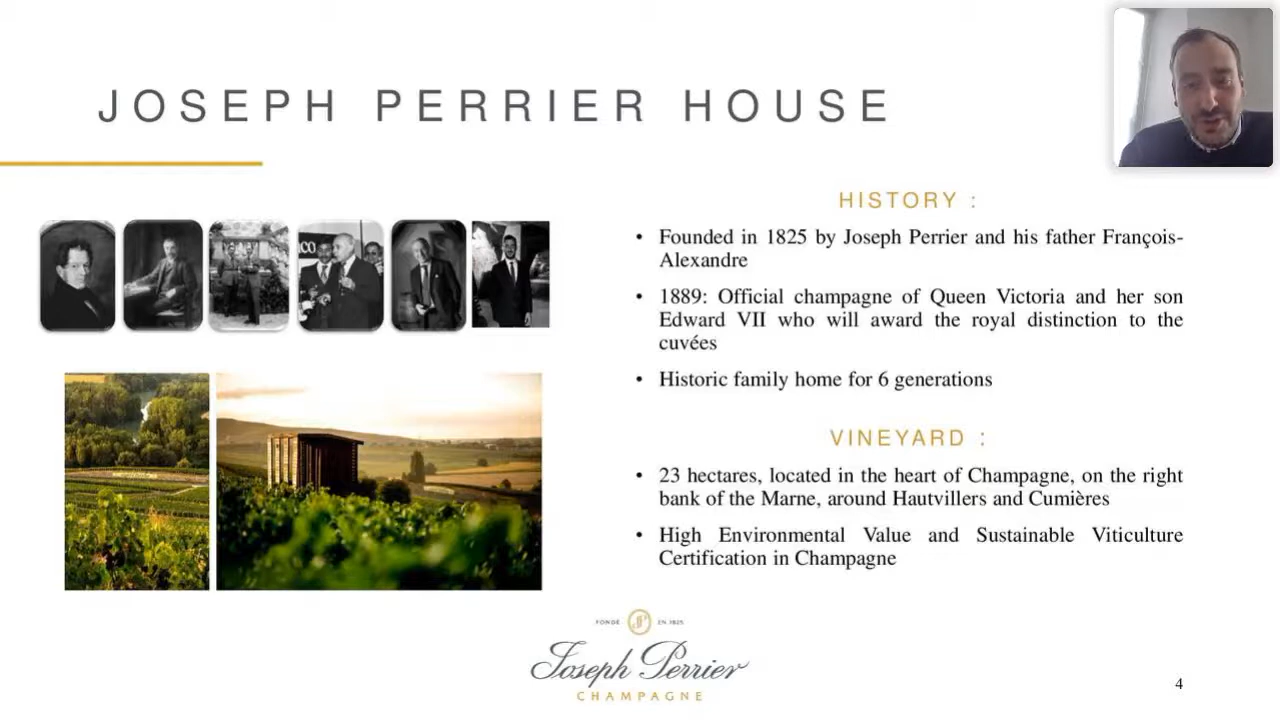 JOSEPH PERRIER HOUSE
HISTORY :
• Founded in 1825 by Joseph Perrier and his father François-
Alexandre
• 1889: Official champagne of Queen Victoria and her son
Edward VII who will award the royal distinction to the
cuvées
• Historic family home for 6 generations
VINEYARD :
• 23 hectares, located in the heart of Champagne, on the right
bank of the Marne, around Hautvillers and Cumières
• High Environmental Value and Sustainable Viticulture
Certification in Champagne
FONDÉ JP EN 1825
Joseph Perrier
CHAMPAGNE
4